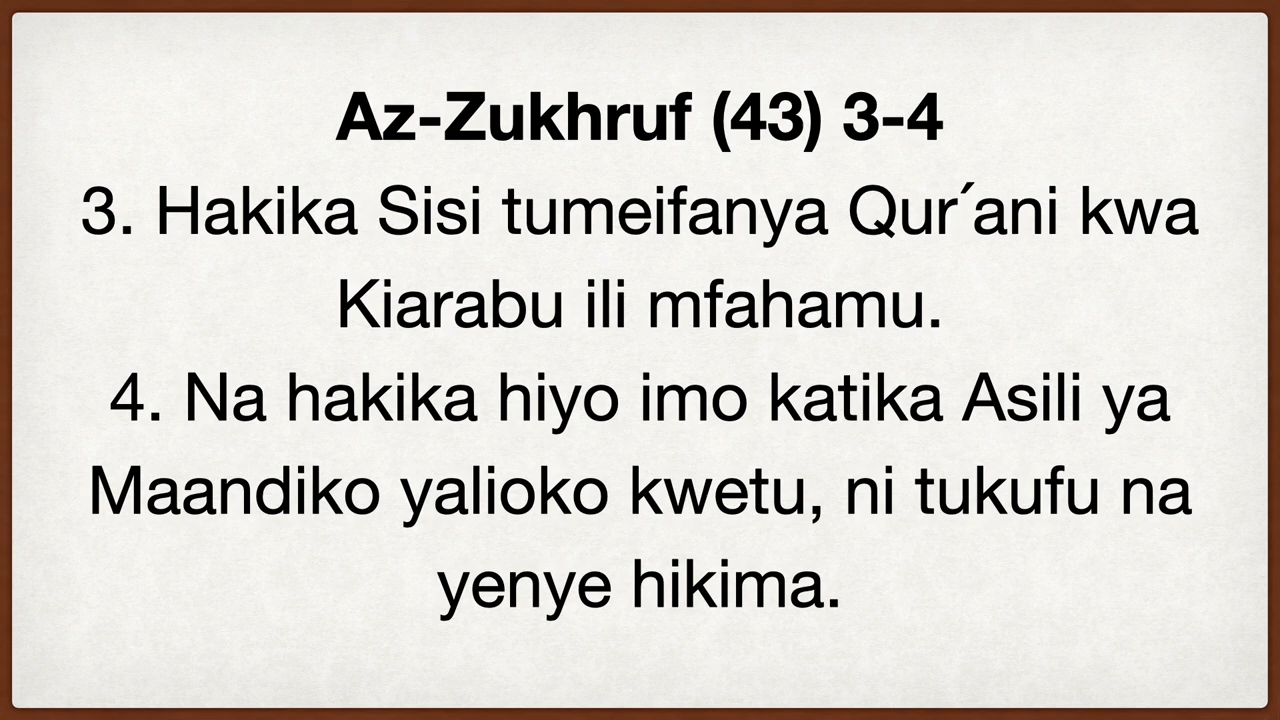 Az-Zukhruf (43) 3-4
3. Hakika Sisi tumeifanya Qur´ani kwa
Kiarabu ili mfahamu.
4. Na hakika hiyo imo katika Asili ya
Maandiko yalioko kwetu, ni tukufu na
yenye hikima.